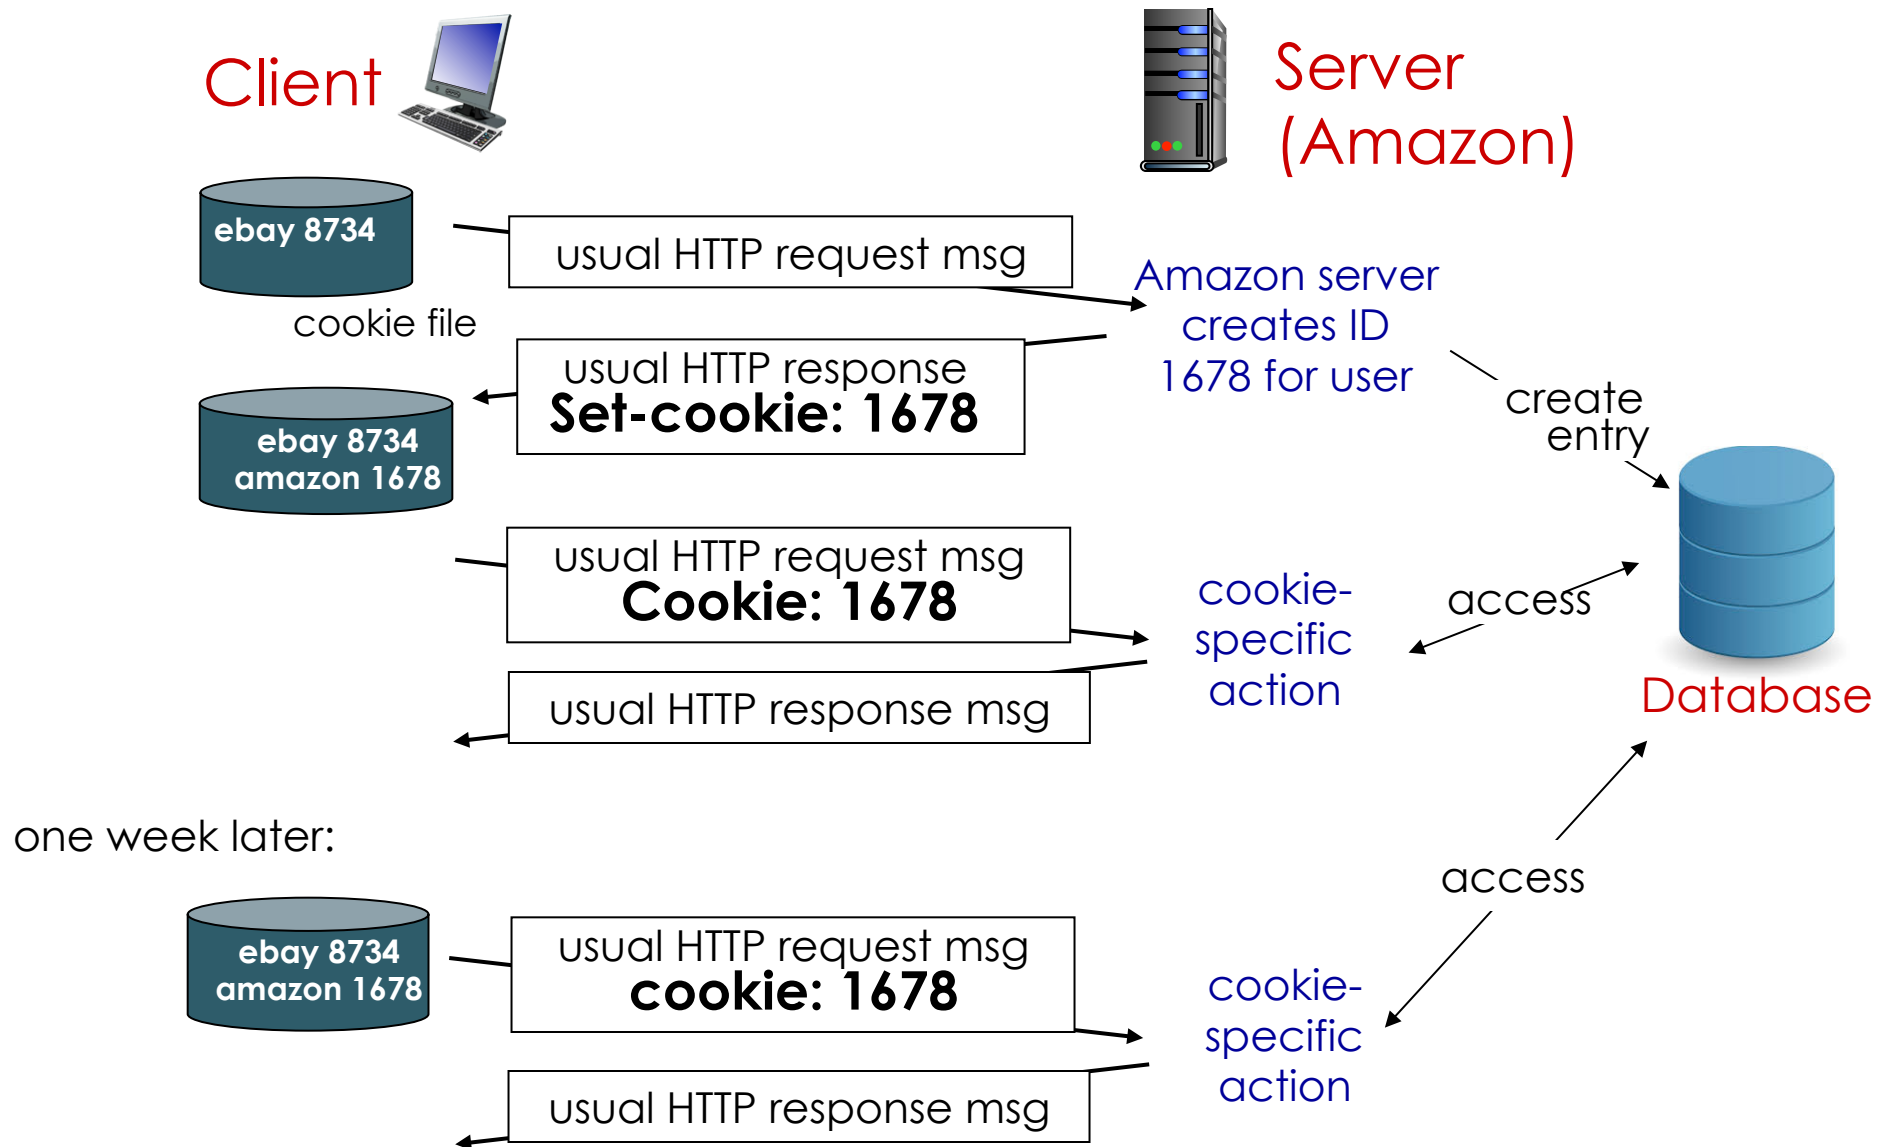 Client
Server
(Amazon)
ebay 8734
cookie file
usual HTTP request msg
Amazon server
creates ID
1678 for user
usual HTTP response
Set-cookie: 1678
create
entry
ebay 8734
amazon 1678
usual HTTP request msg
Cookie: 1678
cookie-
specific
action
access
usual HTTP response msg
Database
one week later:
access
ebay 8734
amazon 1678
usual HTTP request msg
cookie: 1678
cookie-
specific
action
usual HTTP response msg